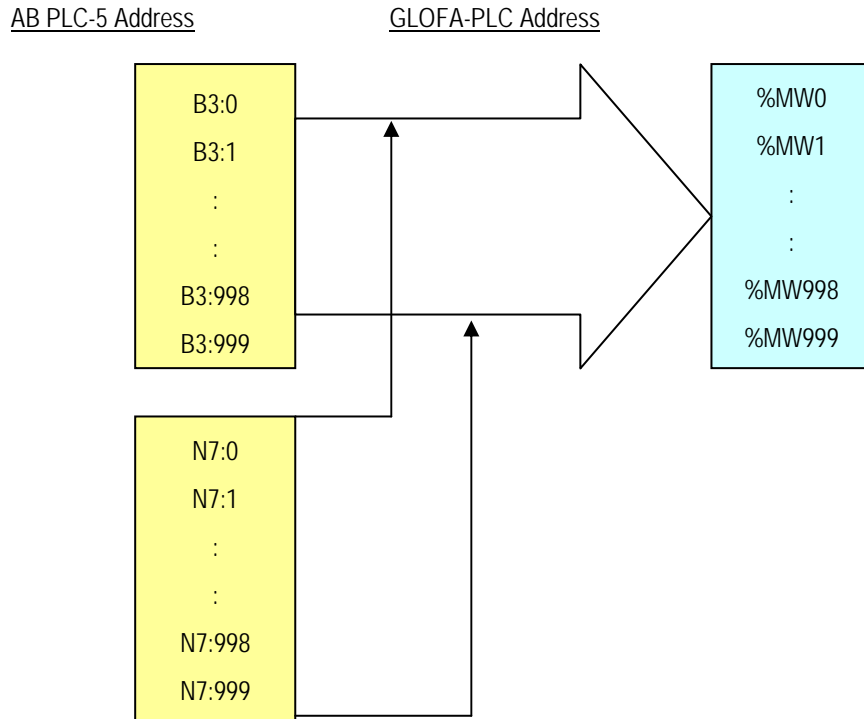 AB PLC-5 Address
GLOFA-PLC Address
B3:0
B3:1
:
:
B3:998
B3:999
%MW0
%MW1
:
:
%MW998
%MW999
N7:0
N7:1
:
:
N7:998
N7:999